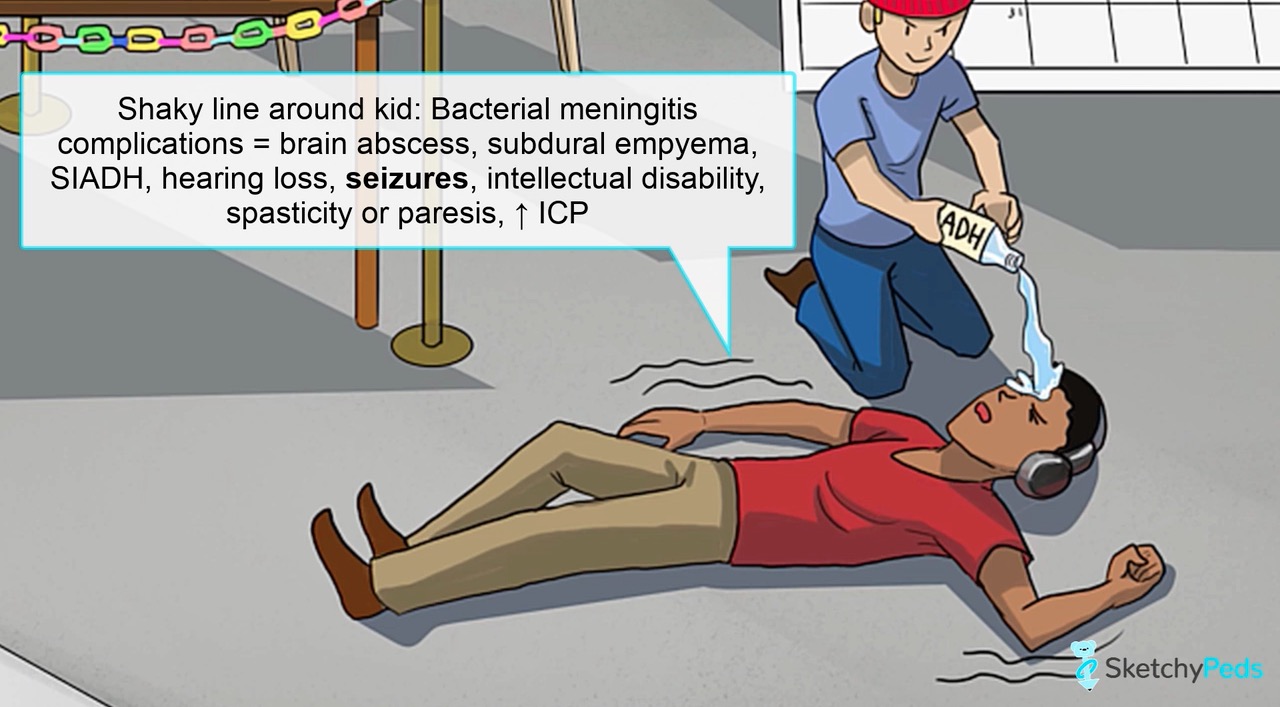 Shaky line around kid: Bacterial meningitis
complications = brain abscess, subdural empyema,
SIADH, hearing loss, seizures, intellectual disability,
spasticity or paresis, ↑ ICP
ADH
SketchyPeds